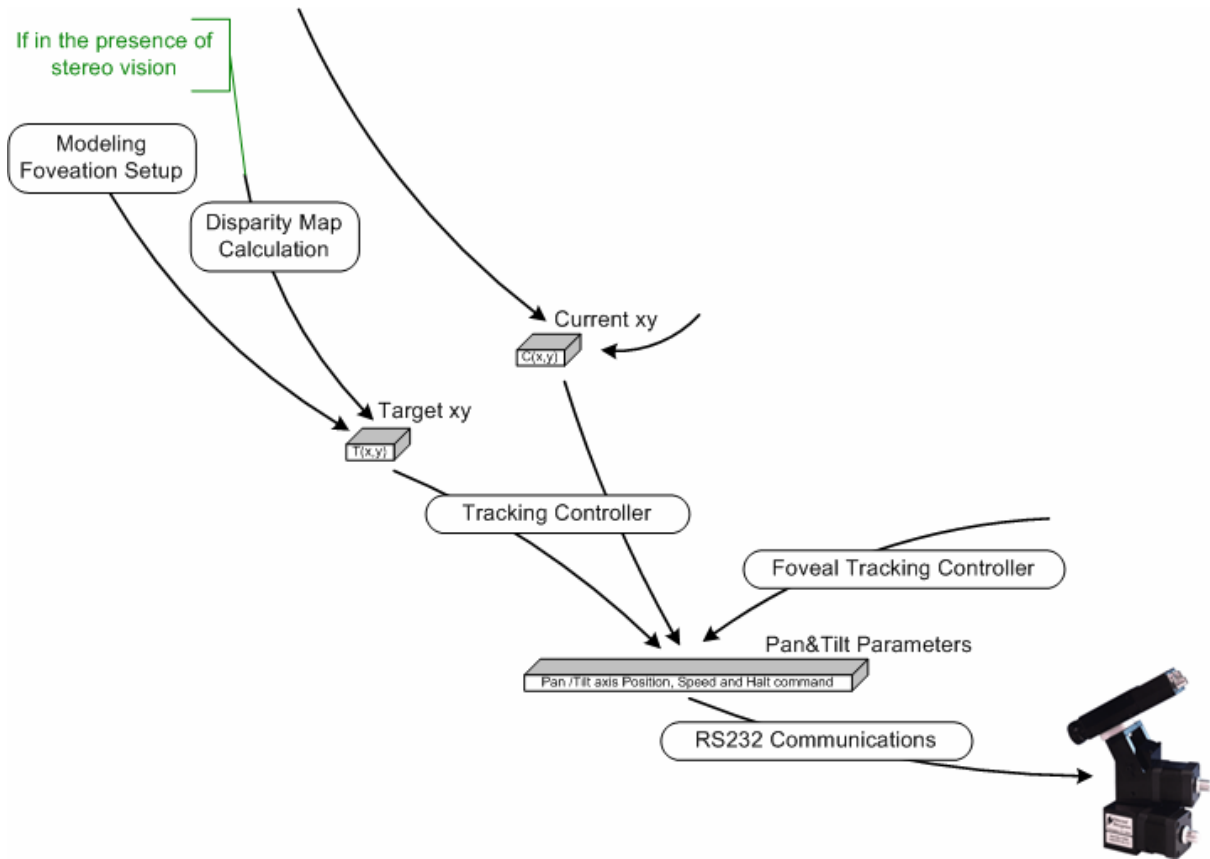 If in the presence of
stereo vision
Modeling
Foveation Setup
Disparity Map
Calculation
Current xy
C(x,y)
Target xy
T(x,y)
Tracking Controller
Foveal Tracking Controller
Pan&Tilt Parameters
Pan /Tilt axis Position, Speed and Halt command
RS232 Communications